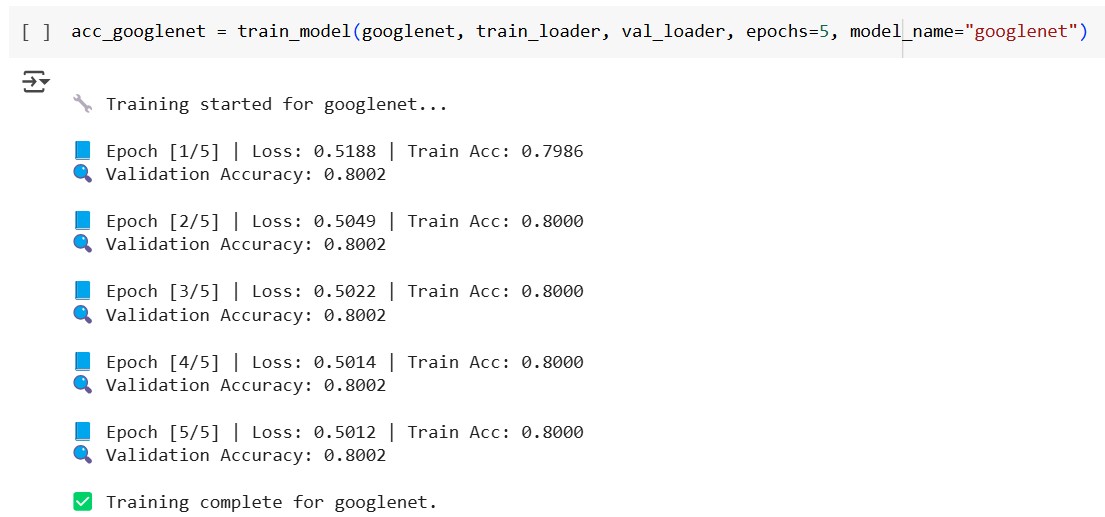 [ ] acc_googlenet = train_model(googlenet, train_loader, val_loader, epochs=5, model_name="googlenet")
🔧 Training started for googlenet...
📘 Epoch [1/5] | Loss: 0.5188 | Train Acc: 0.7986
🔍 Validation Accuracy: 0.8002
📘 Epoch [2/5] | Loss: 0.5049 | Train Acc: 0.8000
🔍 Validation Accuracy: 0.8002
📘 Epoch [3/5] | Loss: 0.5022 | Train Acc: 0.8000
🔍 Validation Accuracy: 0.8002
📘 Epoch [4/5] | Loss: 0.5014 | Train Acc: 0.8000
🔍 Validation Accuracy: 0.8002
📘 Epoch [5/5] | Loss: 0.5012 | Train Acc: 0.8000
🔍 Validation Accuracy: 0.8002
✅ Training complete for googlenet.